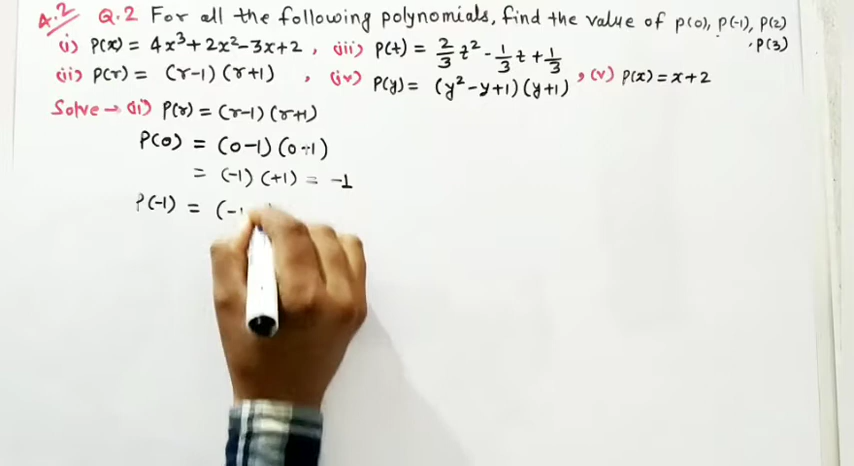 A.2 Q.2 For all the following polynomials, find the value of p(0), p(-1), p(2)
, p(3)
(i) p(x) = 4x³+2x²-3x+2 , (iii) p(t) = 2/3 t² - 1/3 t + 1/3
(ii) p(r) = (r-1) (r+1) , (iv) p(y) = (y²-y+1) (y+1) , (v) p(x) = x+2
Solve → (ii) p(r) = (r-1) (r+1)
p(0) = (0-1) (0+1)
= (-1) (+1) = -1
p(-1) = (-1